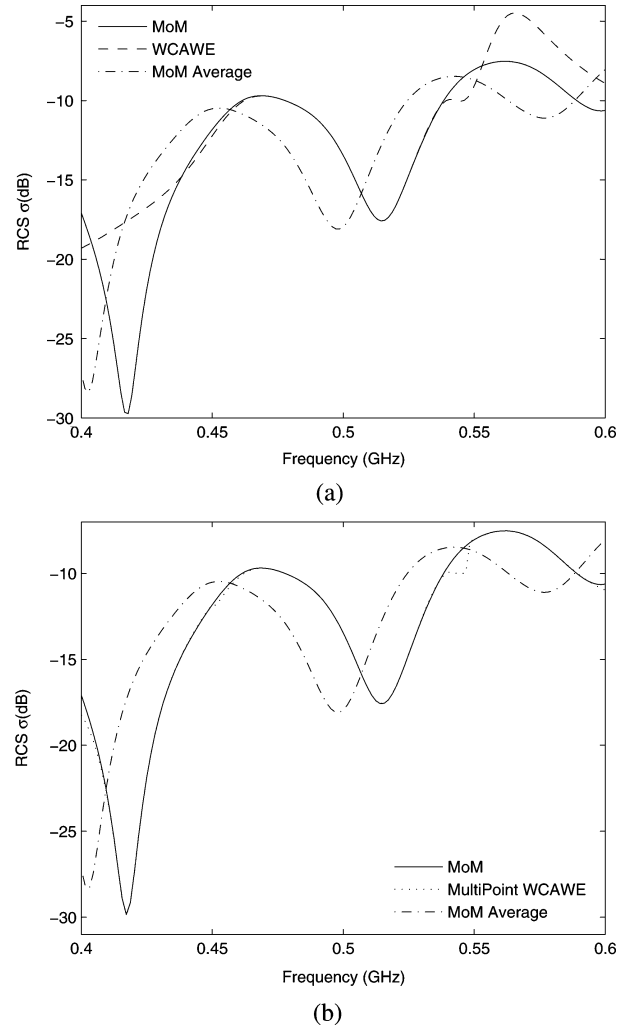 −5
−10
−15
−20
−25
−30
RCS σ(dB)
MoM
WCAWE
MoM Average
0.4
0.45
0.5
0.55
0.6
Frequency (GHz)
(a)
−10
−15
−20
−25
−30
RCS σ(dB)
MoM
MultiPoint WCAWE
MoM Average
0.4
0.45
0.5
0.55
0.6
Frequency (GHz)
(b)